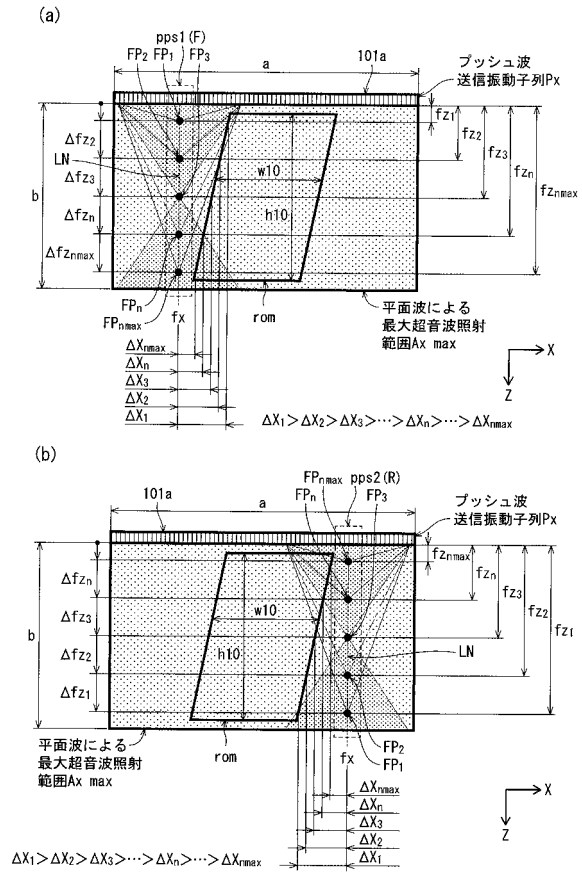 (a)
pps1(F)
FP2 FP1 FP3
a
101a
プッシュ波
送信振動子列Px
fz1
fz2
fz3
fzn
fznmax
b
Δfz2
LN
Δfz3
Δfzn
Δfznmax
w10
h10
FPn
FPnmax
fx
rom
平面波による
最大超音波照射
範囲Ax max
ΔXnmax
ΔXn
ΔX3
ΔX2
ΔX1
ΔX1>ΔX2>ΔX3>…>ΔXn>…>ΔXnmax
X
Z
(b)
FPnmax
pps2(R)
FPn
FP3
101a
a
プッシュ波
送信振動子列Px
fznmax
fzn
fz3
fz2
fz1
b
Δfzn
Δfz3
Δfz2
Δfz1
w10
h10
LN
FP2
FP1
fx
rom
平面波による
最大超音波照射
範囲Ax max
ΔXnmax
ΔXn
ΔX3
ΔX2
ΔX1
X
Z
ΔX1>ΔX2>ΔX3>…>ΔXn>…>ΔXnmax